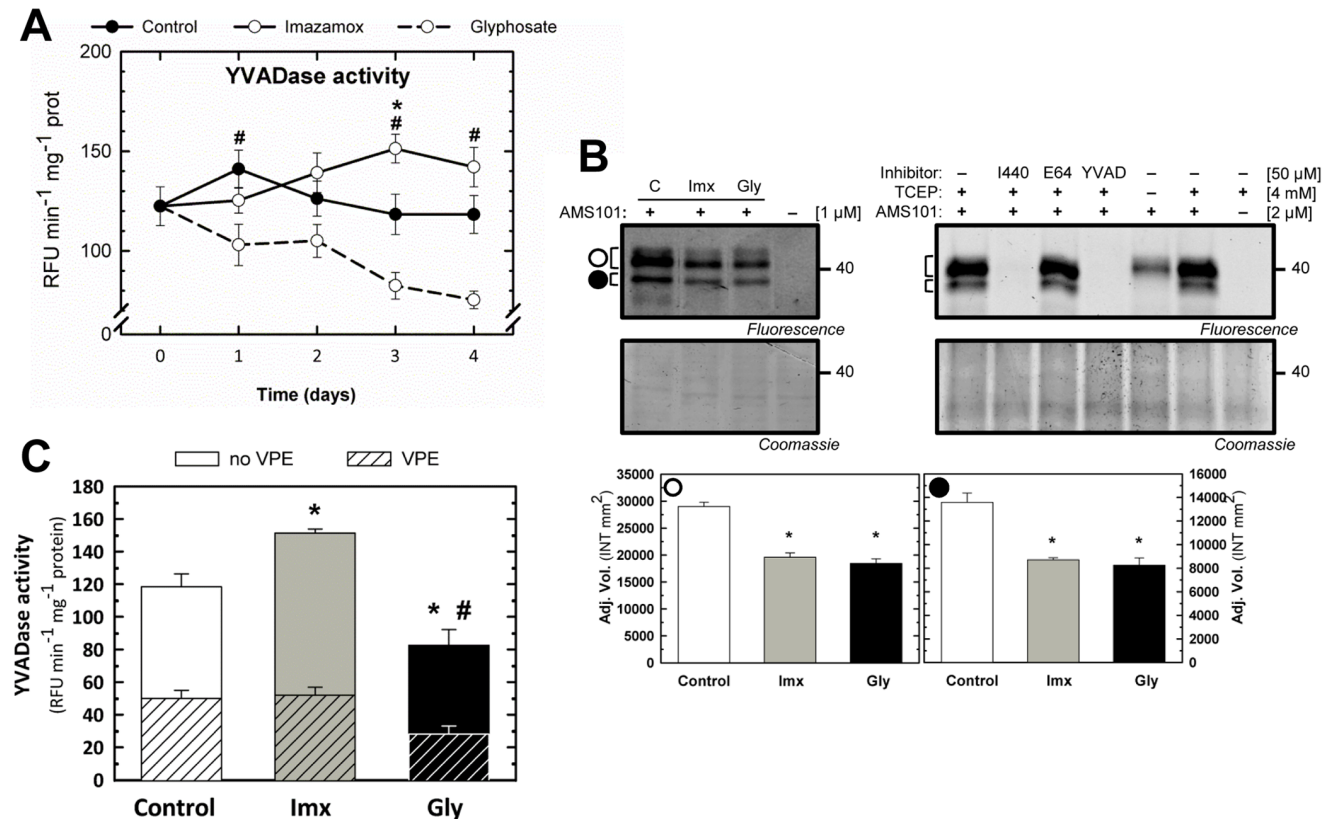 A
Control Imazamox Glyphosate
YVADase activity
RFU min-1 mg-1 prot
200
150
100
0
# * # #
0 1 2 3 4
Time (days)
B
C Imx Gly
AMS101: + + + – [1 µM]
40
Fluorescence
40
Coomassie
Inhibitor: – I440 E64 YVAD – – – [50 µM]
TCEP: + + + + – + + [4 mM]
AMS101: + + + + + + – [2 µM]
40
Fluorescence
40
Coomassie
Adj. Vol. (INT mm2)
35000
30000
25000
20000
15000
10000
5000
0
* *
Control Imx Gly
16000
14000
12000
10000
8000
6000
4000
2000
0
Adj. Vol. (INT mm2)
* *
Control Imx Gly
C
no VPE VPE
YVADase activity
(RFU min-1 mg-1 protein)
180
160
140
120
100
80
60
40
20
0
*
* #
Control Imx Gly